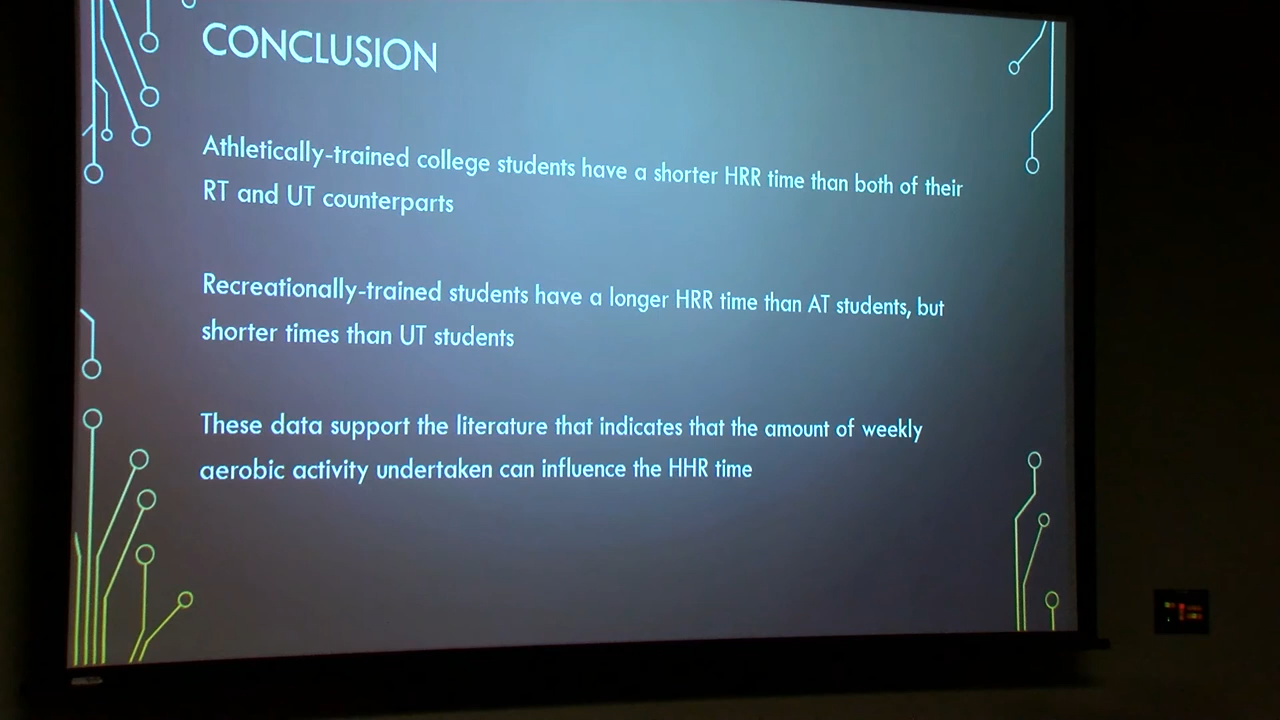 CONCLUSION
Athletically-trained college students have a shorter HRR time than both of their
RT and UT counterparts
Recreationally-trained students have a longer HRR time than AT students, but
shorter times than UT students
These data support the literature that indicates that the amount of weekly
aerobic activity undertaken can influence the HHR time